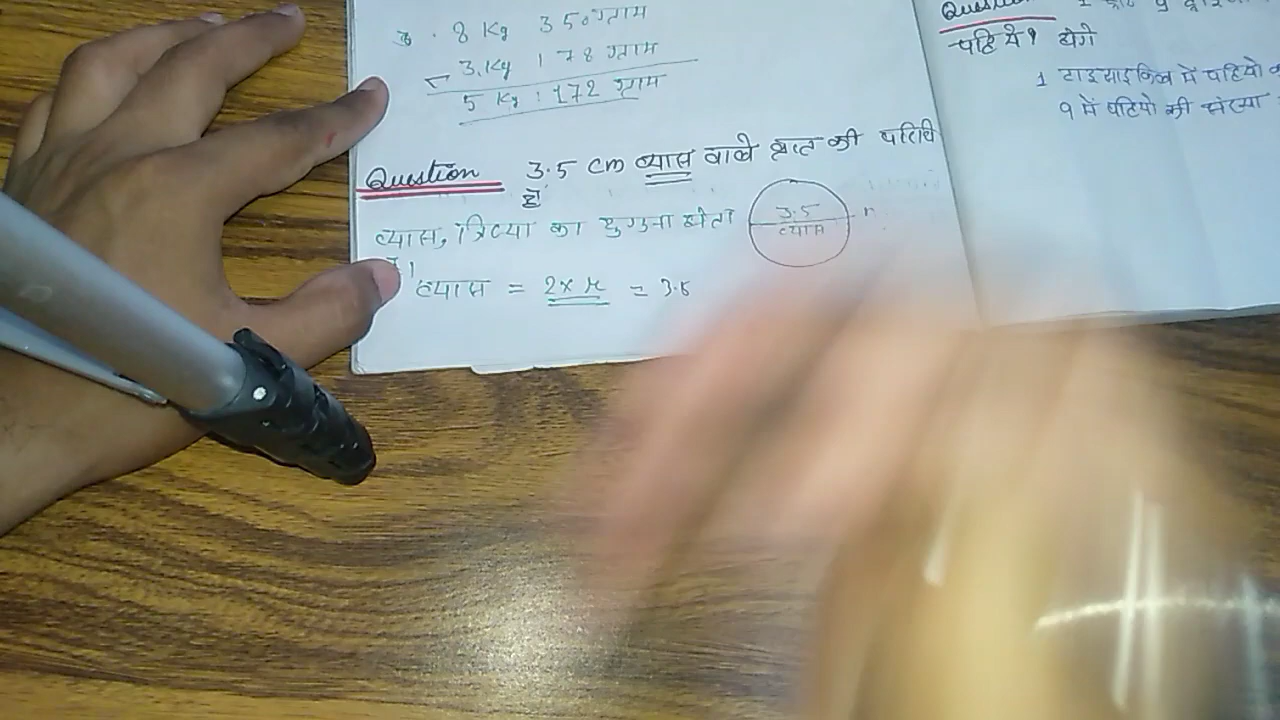 8 Kg 350 ग्राम
3. Kg 178 ग्राम
5 Kg : 172 ग्राम
Question 3.5 cm व्यास वाले की परिधि
है
व्यास, त्रिज्या का दुगुना होता
है।
3.5
व्यास
r
व्यास = 2 x r = 3.5
Question
पहिये? होगे
1 ट्राइसाइकिल में पहियो
9 में पहियो की संख्या